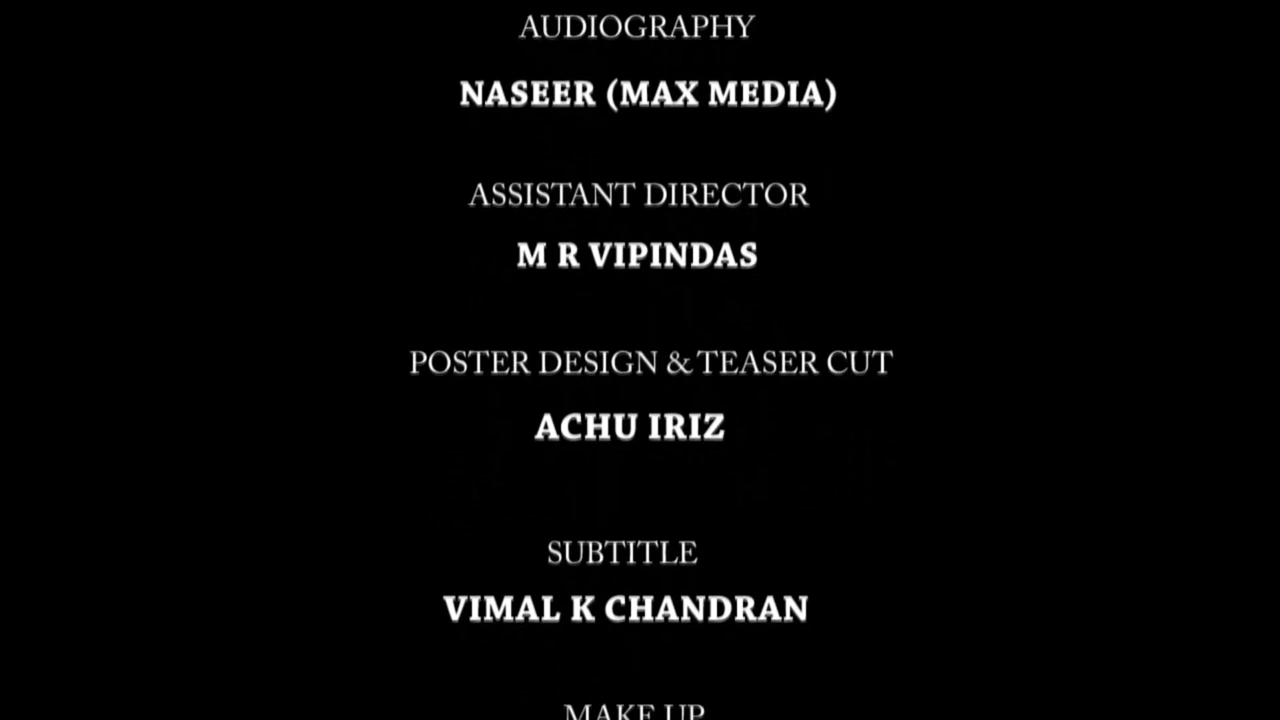 AUDIOGRAPHY
NASEER (MAX MEDIA)
ASSISTANT DIRECTOR
M R VIPINDAS
POSTER DESIGN & TEASER CUT
ACHU IRIZ
SUBTITLE
VIMAL K CHANDRAN
MAKE UP